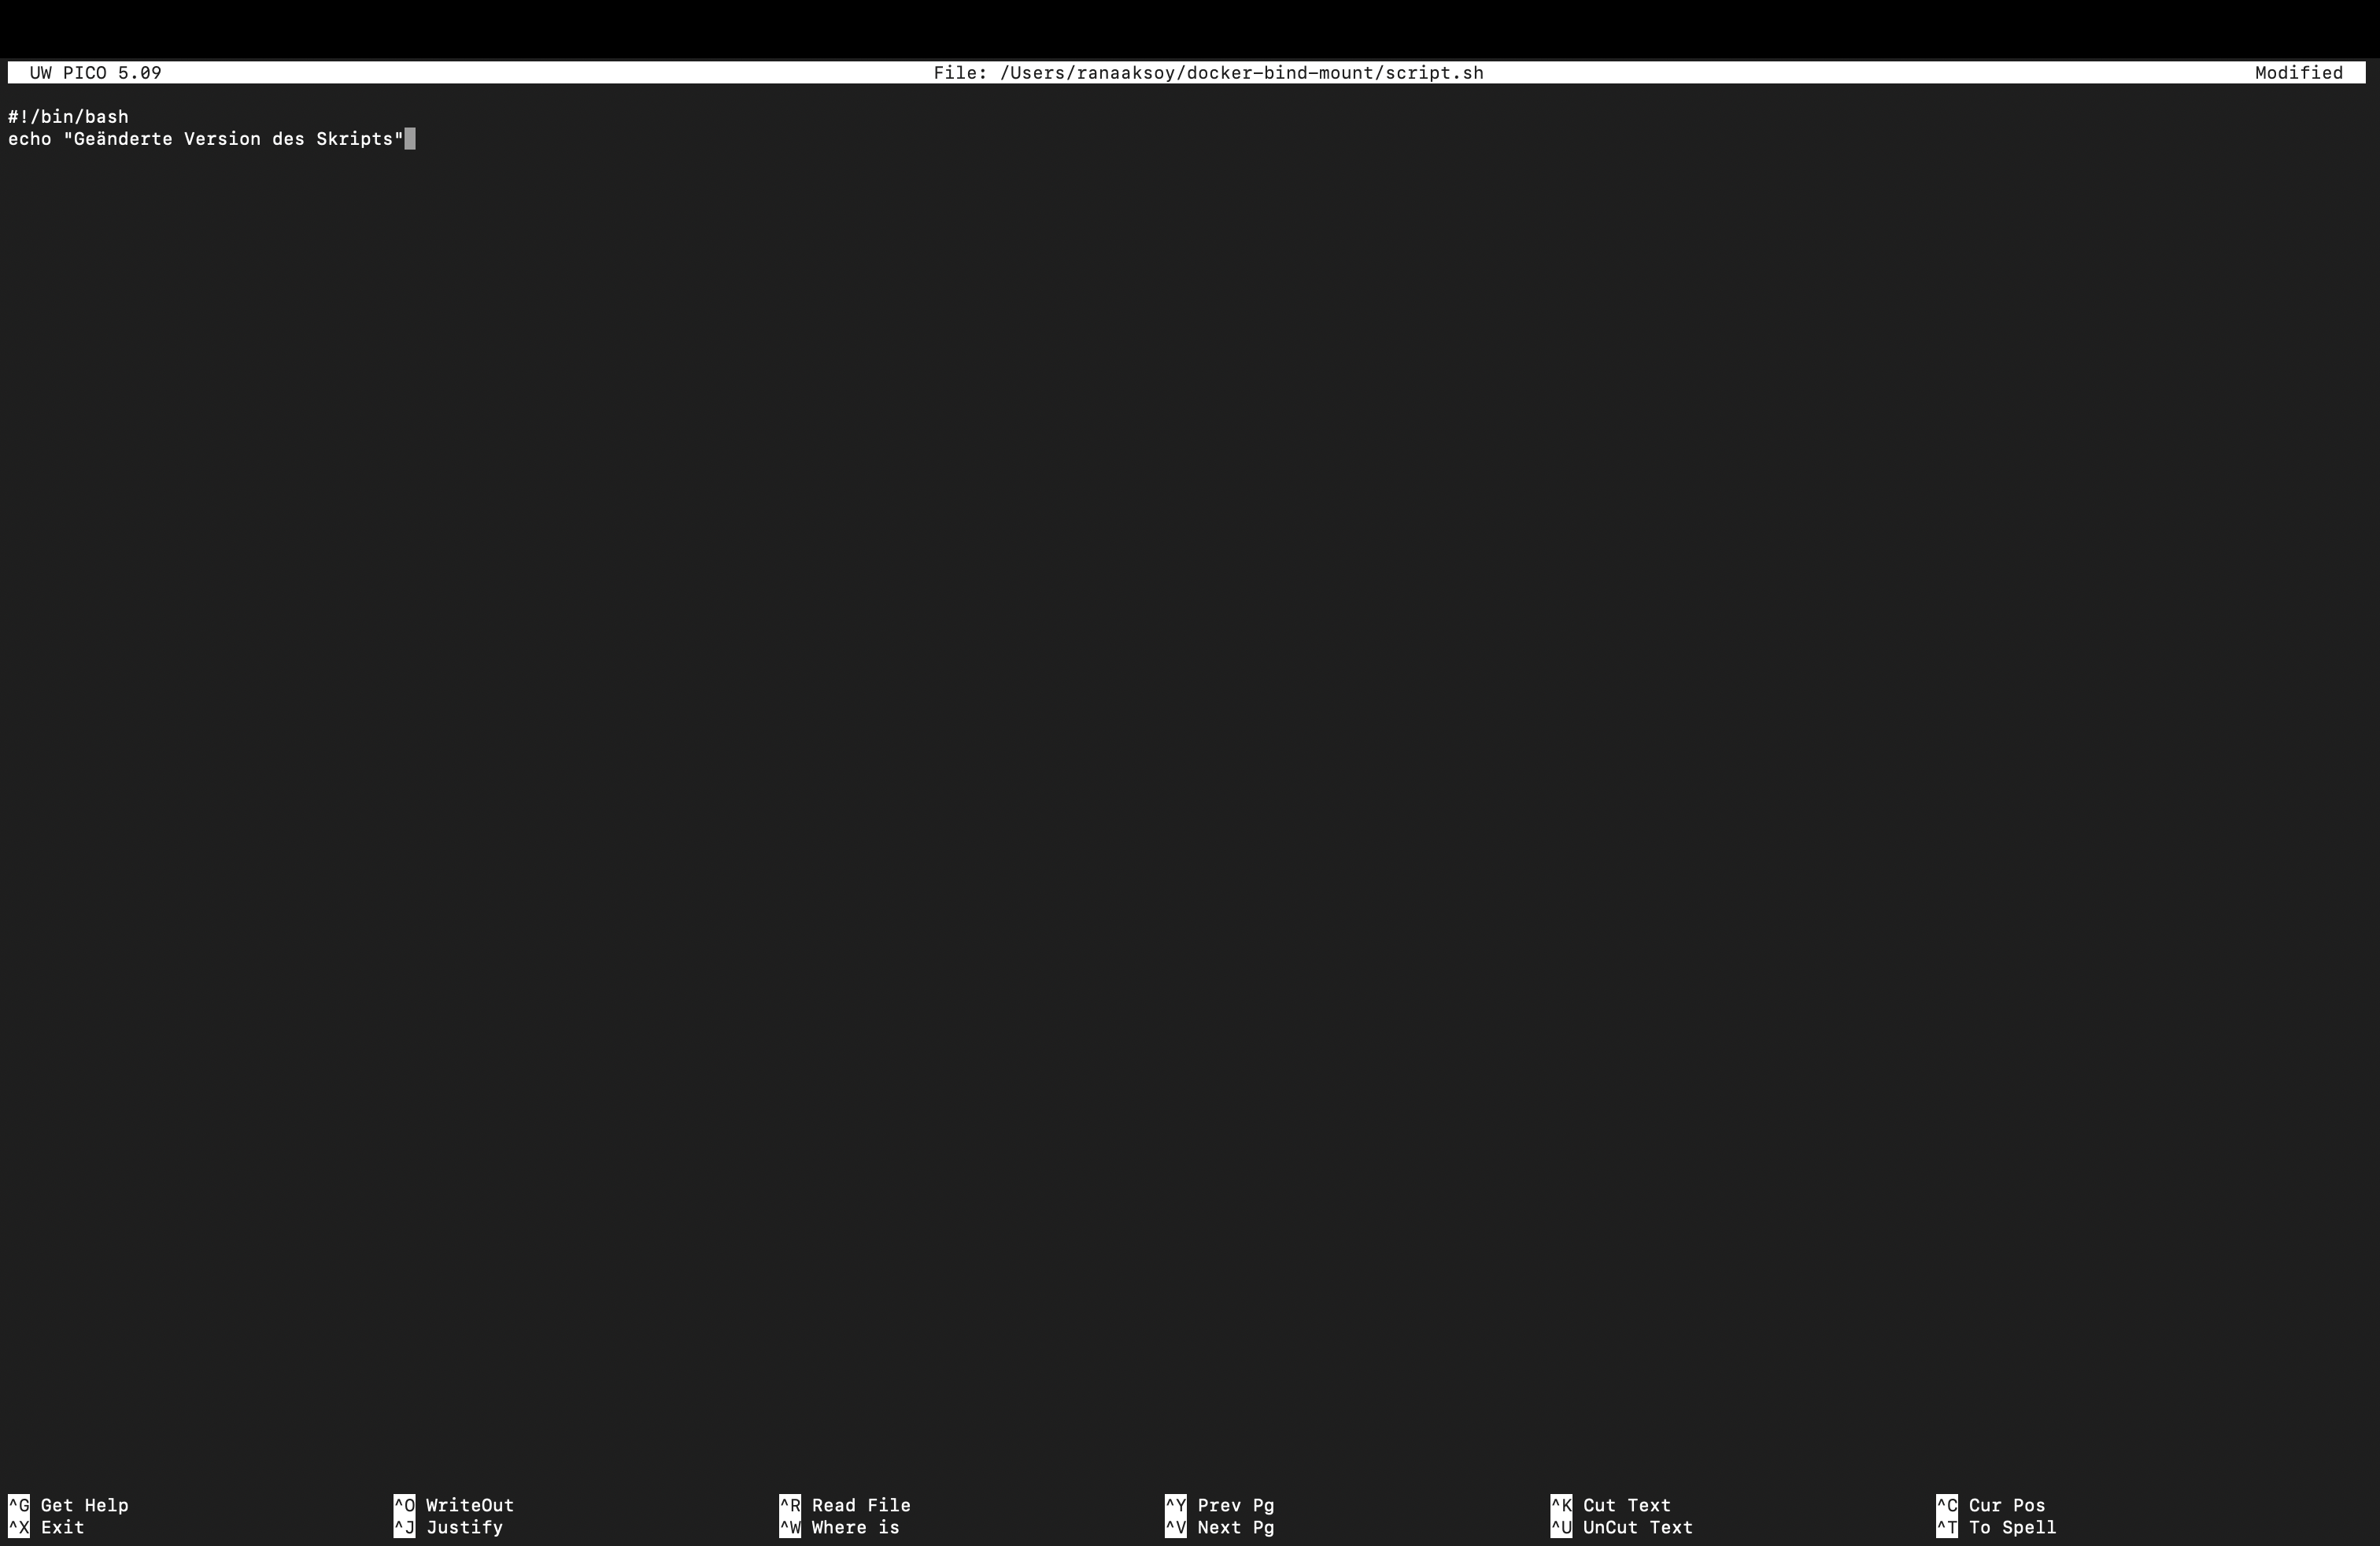 UW PICO 5.09 File: /Users/ranaaksoy/docker-bind-mount/script.sh Modified
#!/bin/bash
echo "Geänderte Version des Skripts"
^G Get Help ^O WriteOut ^R Read File ^Y Prev Pg ^K Cut Text ^C Cur Pos
^X Exit ^J Justify ^W Where is ^V Next Pg ^U UnCut Text ^T To Spell